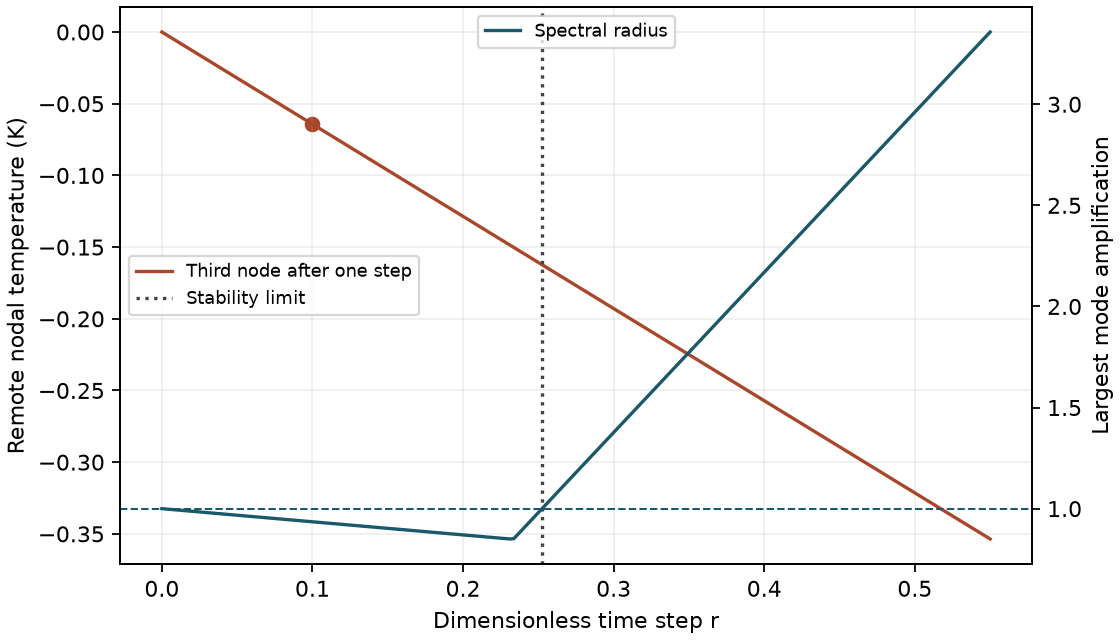 Spectral radius
Third node after one step
Stability limit
Remote nodal temperature (K)
0.00
−0.05
−0.10
−0.15
−0.20
−0.25
−0.30
−0.35
Largest mode amplification
3.0
2.5
2.0
1.5
1.0
0.0 0.1 0.2 0.3 0.4 0.5
Dimensionless time step r